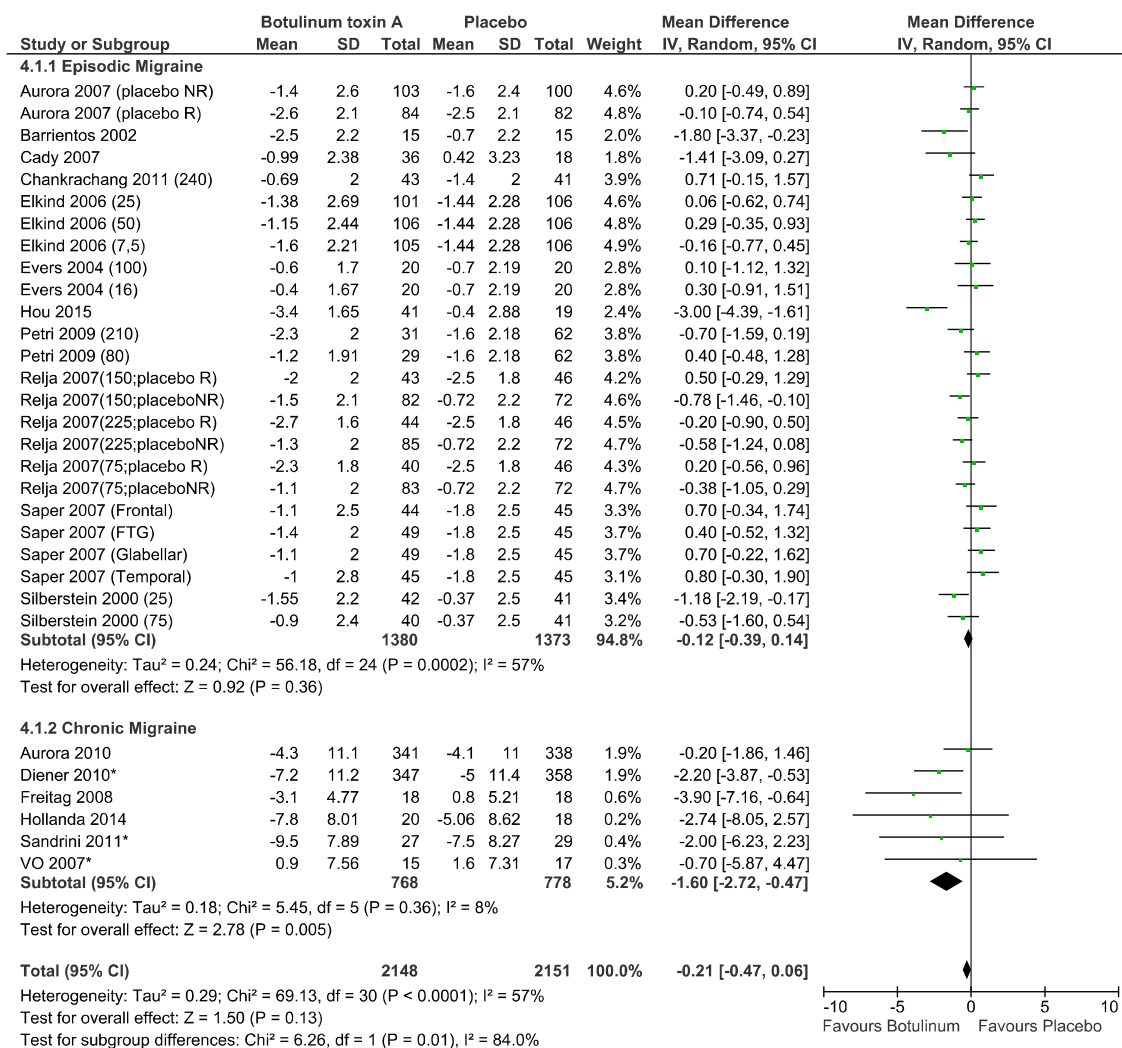 Botulinum toxin A Placebo Mean Difference Mean Difference
Study or Subgroup Mean SD Total Mean SD Total Weight IV, Random, 95% CI IV, Random, 95% CI
4.1.1 Episodic Migraine
Aurora 2007 (placebo NR) -1.4 2.6 103 -1.6 2.4 100 4.6% 0.20 [-0.49, 0.89]
Aurora 2007 (placebo R) -2.6 2.1 84 -2.5 2.1 82 4.8% -0.10 [-0.74, 0.54]
Barrientos 2002 -2.5 2.2 15 -0.7 2.2 15 2.0% -1.80 [-3.37, -0.23]
Cady 2007 -0.99 2.38 36 0.42 3.23 18 1.8% -1.41 [-3.09, 0.27]
Chankrachang 2011 (240) -0.69 2 43 -1.4 2 41 3.9% 0.71 [-0.15, 1.57]
Elkind 2006 (25) -1.38 2.69 101 -1.44 2.28 106 4.6% 0.06 [-0.62, 0.74]
Elkind 2006 (50) -1.15 2.44 106 -1.44 2.28 106 4.8% 0.29 [-0.35, 0.93]
Elkind 2006 (7,5) -1.6 2.21 105 -1.44 2.28 106 4.9% -0.16 [-0.77, 0.45]
Evers 2004 (100) -0.6 1.7 20 -0.7 2.19 20 2.8% 0.10 [-1.12, 1.32]
Evers 2004 (16) -0.4 1.67 20 -0.7 2.19 20 2.8% 0.30 [-0.91, 1.51]
Hou 2015 -3.4 1.65 41 -0.4 2.88 19 2.4% -3.00 [-4.39, -1.61]
Petri 2009 (210) -2.3 2 31 -1.6 2.18 62 3.8% -0.70 [-1.59, 0.19]
Petri 2009 (80) -1.2 1.91 29 -1.6 2.18 62 3.8% 0.40 [-0.48, 1.28]
Relja 2007(150;placebo R) -2 2 43 -2.5 1.8 46 4.2% 0.50 [-0.29, 1.29]
Relja 2007(150;placeboNR) -1.5 2.1 82 -0.72 2.2 72 4.6% -0.78 [-1.46, -0.10]
Relja 2007(225;placebo R) -2.7 1.6 44 -2.5 1.8 46 4.5% -0.20 [-0.90, 0.50]
Relja 2007(225;placeboNR) -1.3 2 85 -0.72 2.2 72 4.7% -0.58 [-1.24, 0.08]
Relja 2007(75;placebo R) -2.3 1.8 40 -2.5 1.8 46 4.3% 0.20 [-0.56, 0.96]
Relja 2007(75;placeboNR) -1.1 2 83 -0.72 2.2 72 4.7% -0.38 [-1.05, 0.29]
Saper 2007 (Frontal) -1.1 2.5 44 -1.8 2.5 45 3.3% 0.70 [-0.34, 1.74]
Saper 2007 (FTG) -1.4 2 49 -1.8 2.5 45 3.7% 0.40 [-0.52, 1.32]
Saper 2007 (Glabellar) -1.1 2 49 -1.8 2.5 45 3.7% 0.70 [-0.22, 1.62]
Saper 2007 (Temporal) -1 2.8 45 -1.8 2.5 45 3.1% 0.80 [-0.30, 1.90]
Silberstein 2000 (25) -1.55 2.2 42 -0.37 2.5 41 3.4% -1.18 [-2.19, -0.17]
Silberstein 2000 (75) -0.9 2.4 40 -0.37 2.5 41 3.2% -0.53 [-1.60, 0.54]
Subtotal (95% CI) 1380 1373 94.8% -0.12 [-0.39, 0.14]
Heterogeneity: Tau² = 0.24; Chi² = 56.18, df = 24 (P = 0.0002); I² = 57%
Test for overall effect: Z = 0.92 (P = 0.36)
4.1.2 Chronic Migraine
Aurora 2010 -4.3 11.1 341 -4.1 11 338 1.9% -0.20 [-1.86, 1.46]
Diener 2010* -7.2 11.2 347 -5 11.4 358 1.9% -2.20 [-3.87, -0.53]
Freitag 2008 -3.1 4.77 18 0.8 5.21 18 0.6% -3.90 [-7.16, -0.64]
Hollanda 2014 -7.8 8.01 20 -5.06 8.62 18 0.2% -2.74 [-8.05, 2.57]
Sandrini 2011* -9.5 7.89 27 -7.5 8.27 29 0.4% -2.00 [-6.23, 2.23]
VO 2007* 0.9 7.56 15 1.6 7.31 17 0.3% -0.70 [-5.87, 4.47]
Subtotal (95% CI) 768 778 5.2% -1.60 [-2.72, -0.47]
Heterogeneity: Tau² = 0.18; Chi² = 5.45, df = 5 (P = 0.36); I² = 8%
Test for overall effect: Z = 2.78 (P = 0.005)
Total (95% CI) 2148 2151 100.0% -0.21 [-0.47, 0.06]
Heterogeneity: Tau² = 0.29; Chi² = 69.13, df = 30 (P < 0.0001); I² = 57%
Test for overall effect: Z = 1.50 (P = 0.13)
Test for subgroup differences: Chi² = 6.26, df = 1 (P = 0.01), I² = 84.0%
-10 -5 0 5 10
Favours Botulinum Favours Placebo